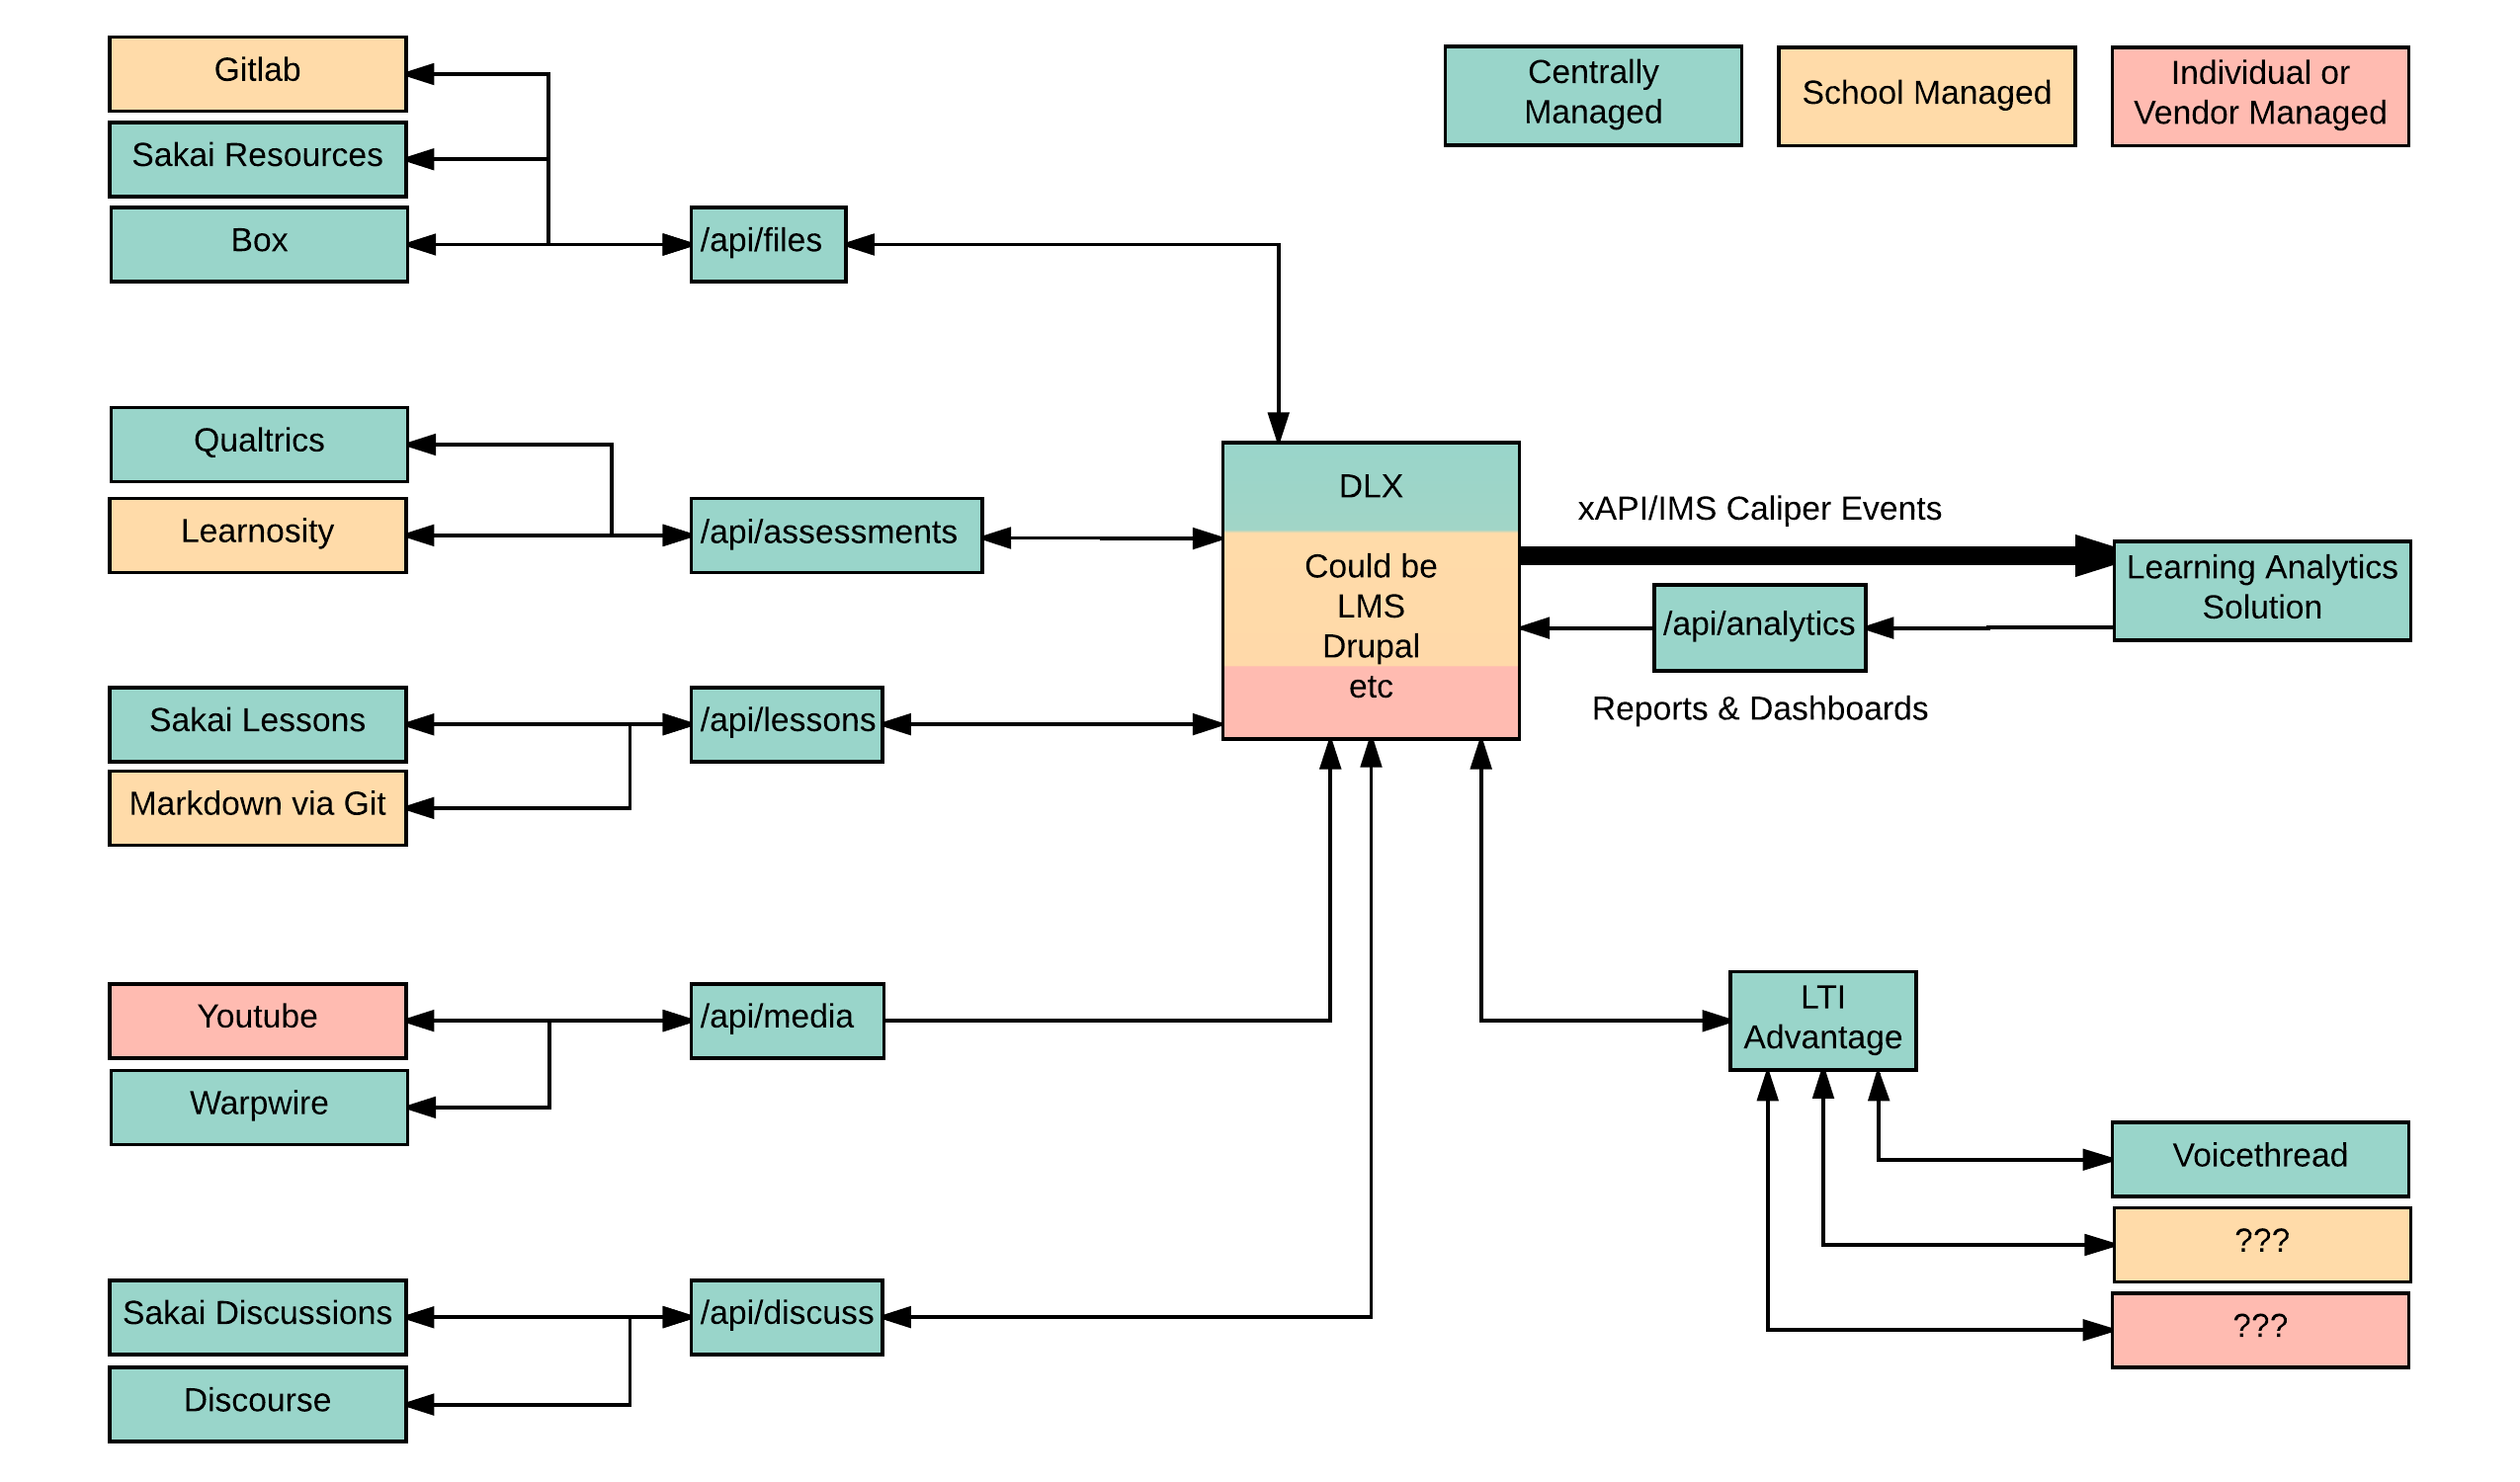 Gitlab
Sakai Resources
Box
/api/files
Centrally
Managed
School Managed
Individual or
Vendor Managed
Qualtrics
Learnosity
/api/assessments
DLX
Could be
LMS
Drupal
etc
xAPI/IMS Caliper Events
/api/analytics
Reports & Dashboards
Learning Analytics
Solution
Sakai Lessons
Markdown via Git
/api/lessons
Youtube
Warpwire
/api/media
LTI
Advantage
Voicethread
???
???
Sakai Discussions
Discourse
/api/discuss